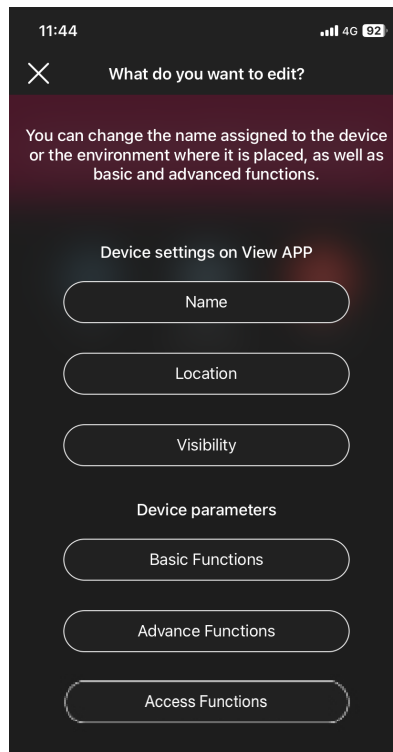 11:44
4G 92
What do you want to edit?
You can change the name assigned to the device
or the environment where it is placed, as well as
basic and advanced functions.
Device settings on View APP
Name
Location
Visibility
Device parameters
Basic Functions
Advance Functions
Access Functions